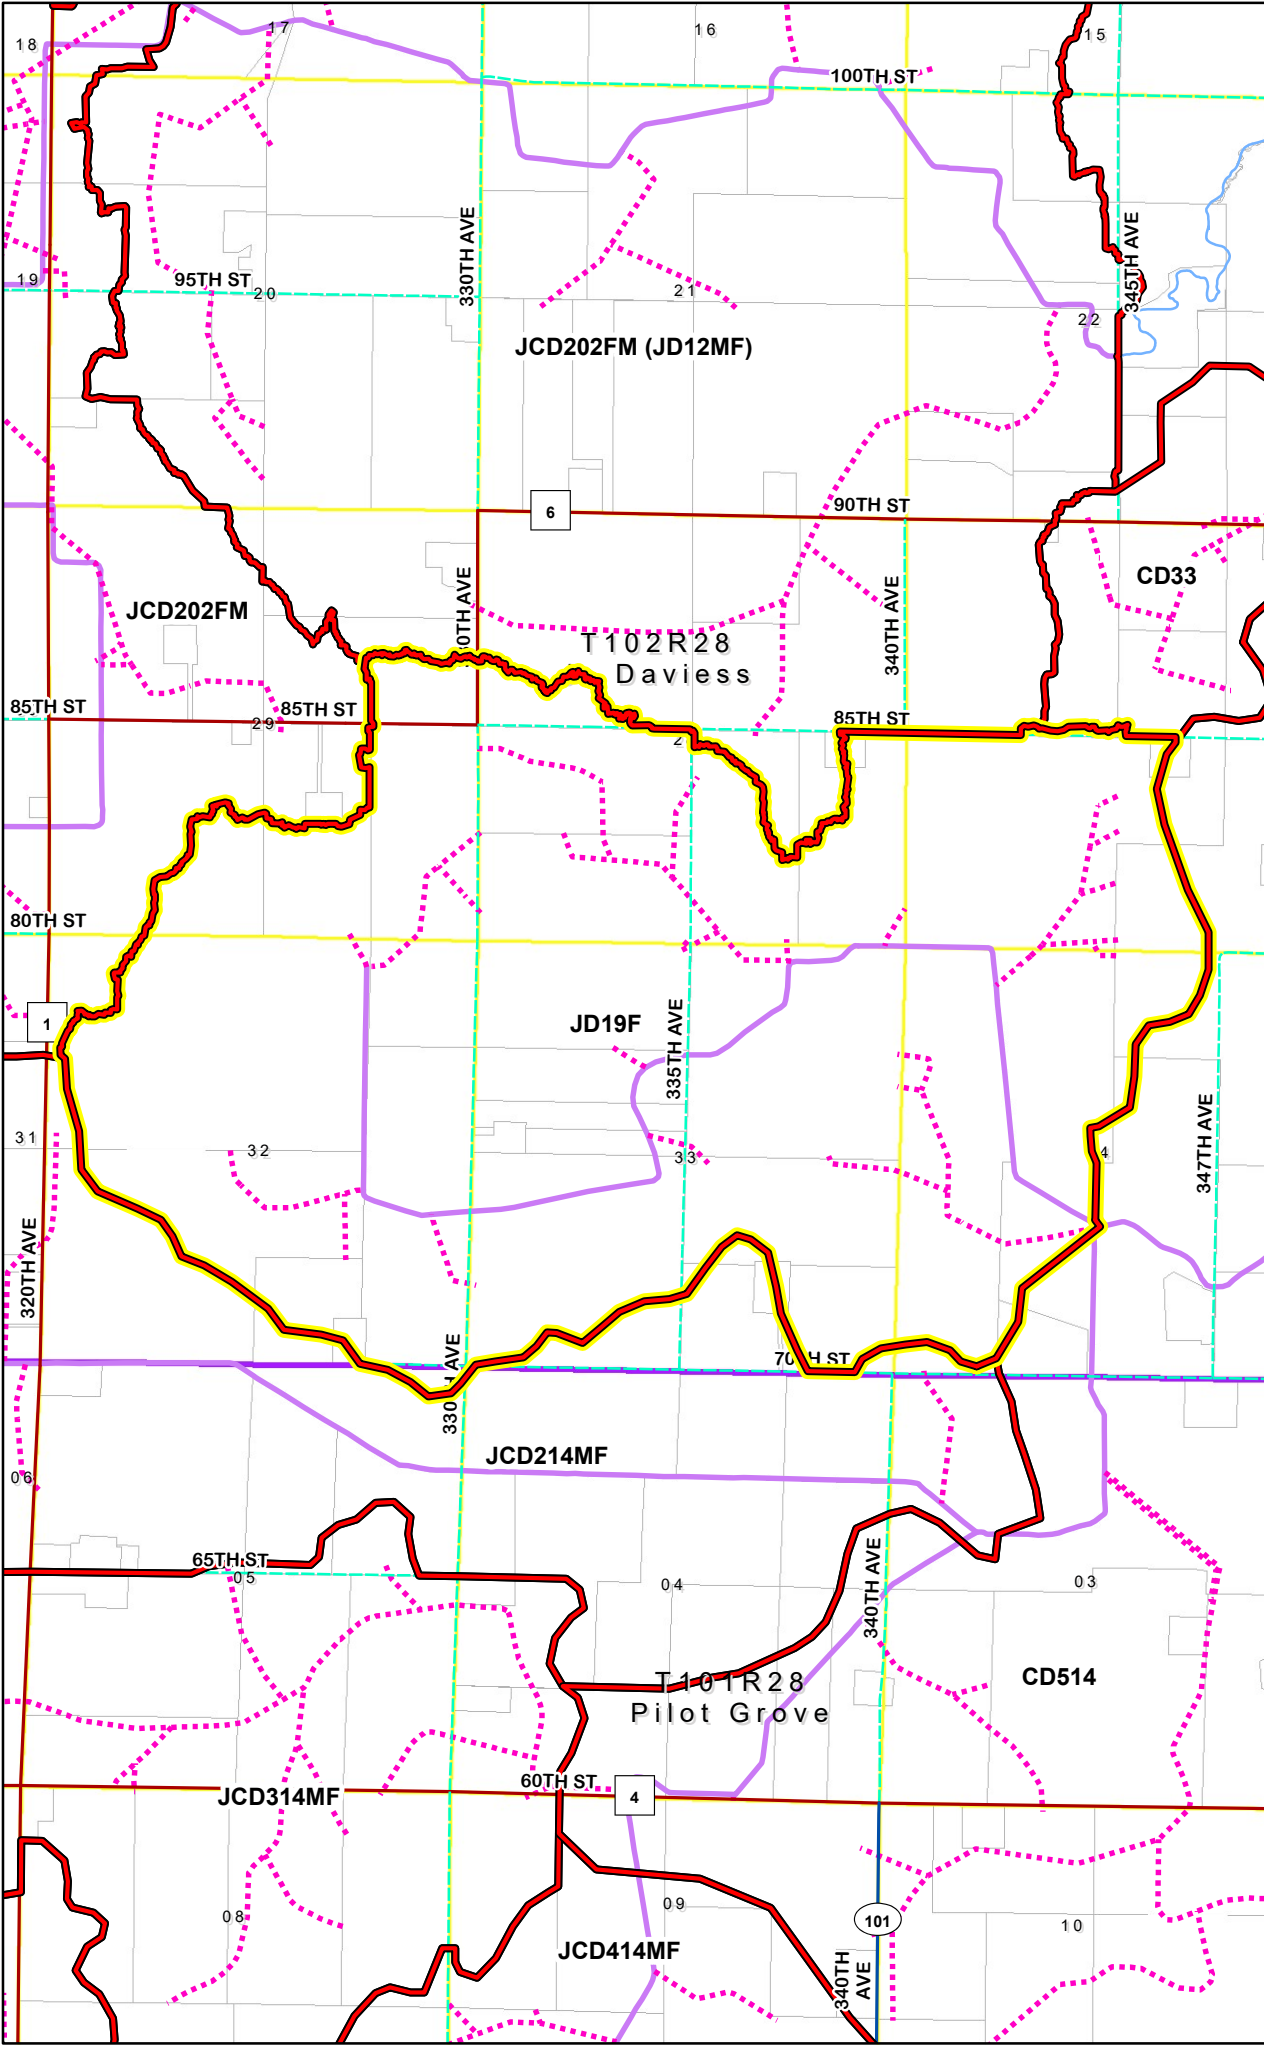 18
17
16
15
100TH ST
330TH AVE
345TH AVE
19
95TH ST
20
21
22
JCD202FM (JD12MF)
6
90TH ST
CD33
JCD202FM
340TH AVE
T102R28
Daviess
85TH ST
85TH ST
85TH ST
29
80TH ST
1
JD19F
335TH AVE
347TH AVE
31
32
33
320TH AVE
330TH AVE
JCD214MF
06
65TH ST
05
04
03
340TH AVE
T101R28
Pilot Grove
CD514
60TH ST
4
JCD314MF
08
09
10
101
JCD414MF
340TH
AVE